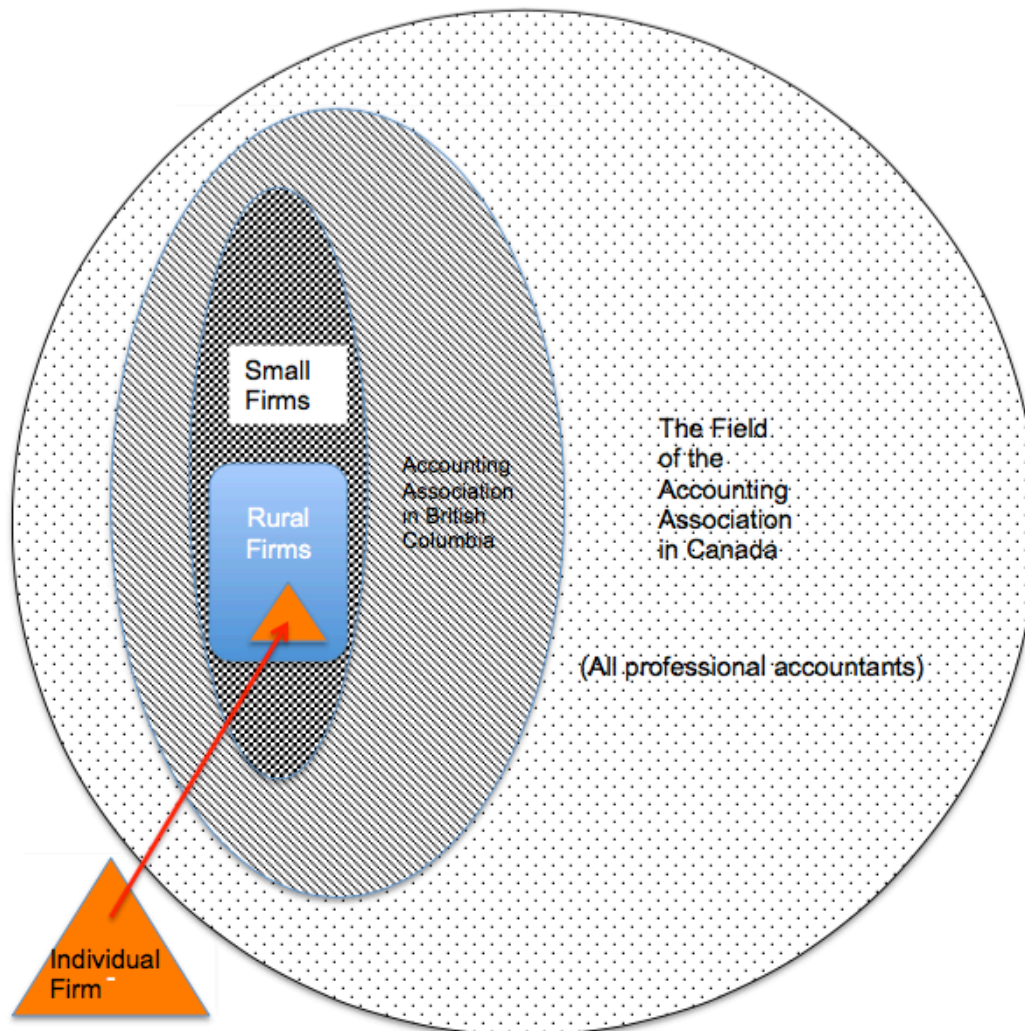 Small
Firms
Rural
Firms
Accounting
Association
in British
Columbia
The Field
of the
Accounting
Association
in Canada
(All professional accountants)
Individual
Firm